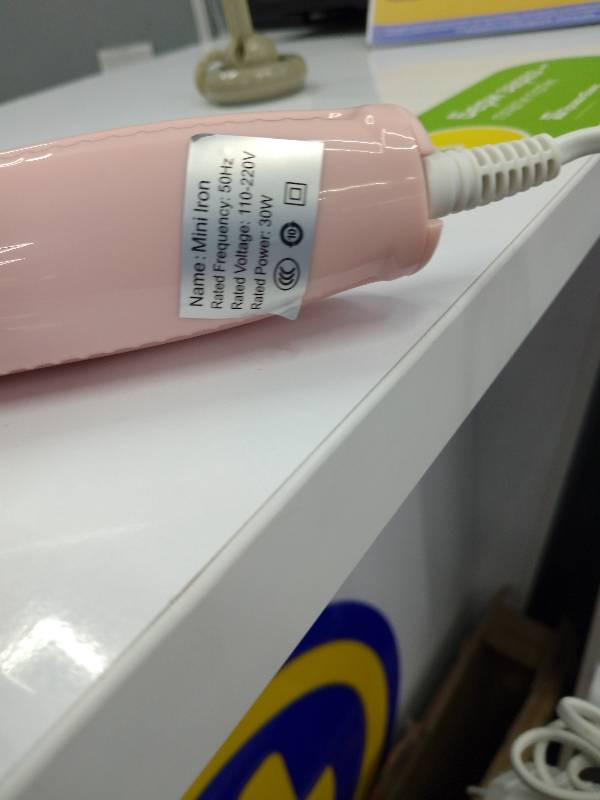 Name: Mini Iron
Rated Frequency: 50Hz
Rated Voltage: 110-220V
Rated Power: 30W